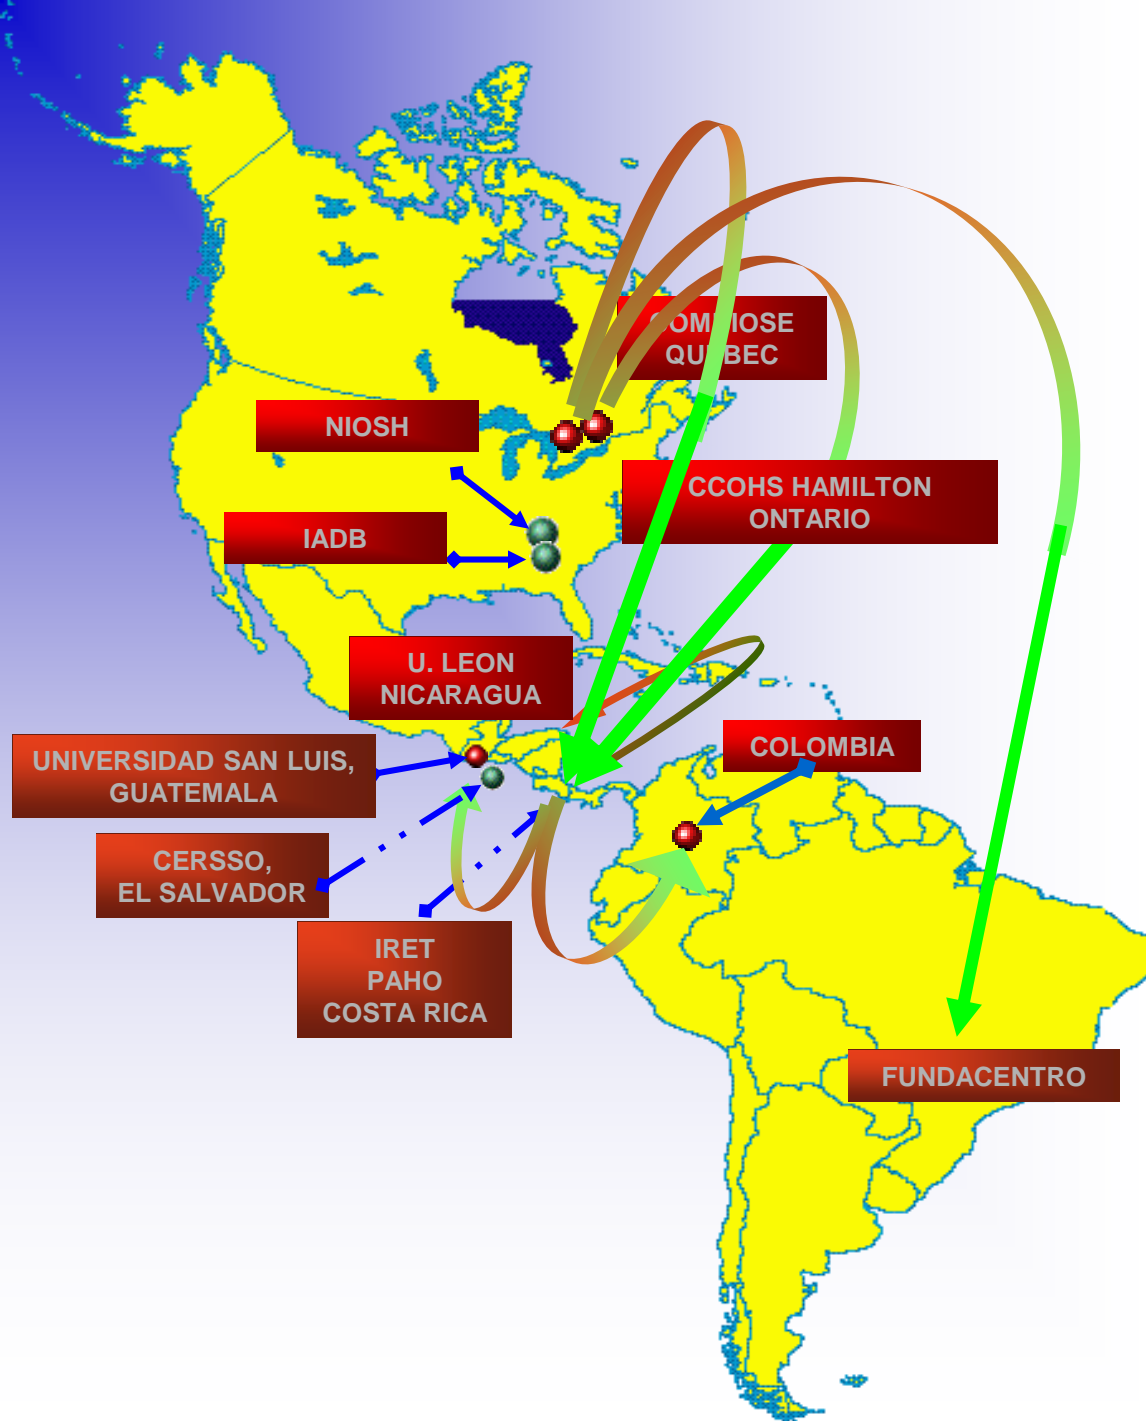 QUEBEC
NIOSH
CCOHS HAMILTON
ONTARIO
IADB
U. LEON
NICARAGUA
COLOMBIA
UNIVERSIDAD SAN LUIS,
GUATEMALA
CERSSO,
EL SALVADOR
IRET
PAHO
COSTA RICA
FUNDACENTRO